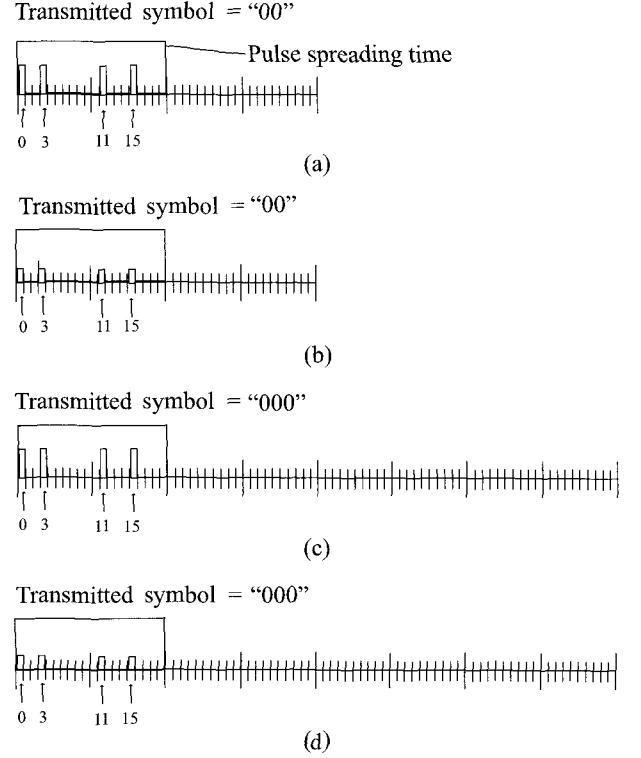 Transmitted symbol = “00”
Pulse spreading time
0 3 11 15
(a)
Transmitted symbol = “00”
0 3 11 15
(b)
Transmitted symbol = “000”
0 3 11 15
(c)
Transmitted symbol = “000”
0 3 11 15
(d)